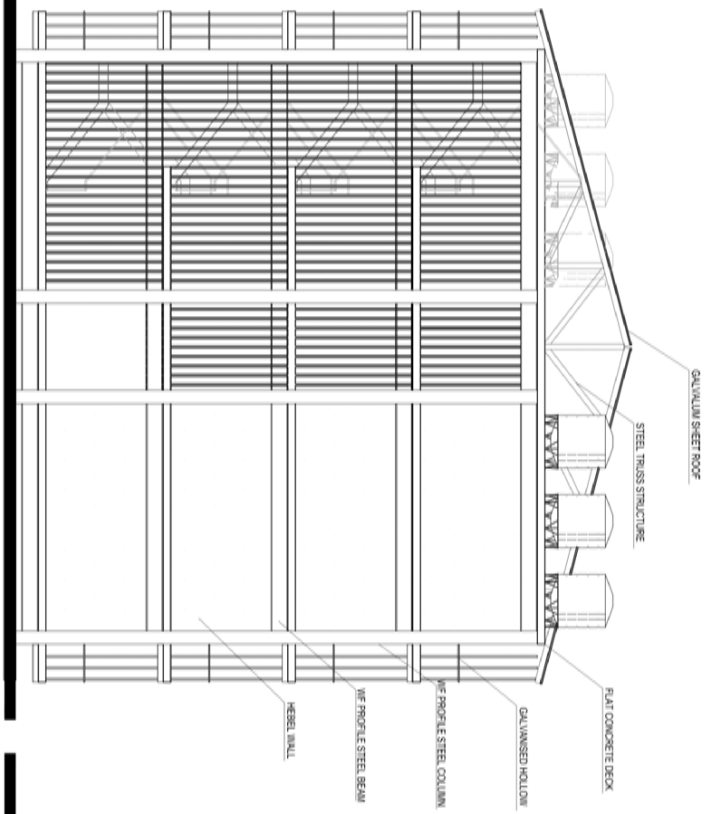 GALVALUM SHEET ROOF
STEEL TRUSS STRUCTURE
FLAT CONCRETE DECK
GALVANISED HOLLOW
WF PROFILE STEEL COLUMN
WF PROFILE STEEL BEAM
HEBEL WALL